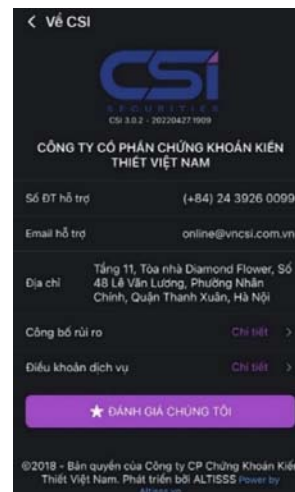 Về CSI
CSI
SECURITIES
CSI 3.0.2 - 20220427.1909
CÔNG TY CỔ PHẦN CHỨNG KHOÁN KIẾN
THIẾT VIỆT NAM
Số ĐT hỗ trợ (+84) 24 3926 0099
Email hỗ trợ online@vncsi.com.vn
Địa chỉ
Tầng 11, Tòa nhà Diamond Flower, Số
48 Lê Văn Lương, Phường Nhân
Chính, Quận Thanh Xuân, Hà Nội
Công bố rủi ro Chi tiết
Điều khoản dịch vụ Chi tiết
ĐÁNH GIÁ CHÚNG TÔI
©2018 - Bản quyền của Công ty CP Chứng Khoán Kiến
Thiết Việt Nam. Phát triển bởi ALTISSS Power by
Altisss.vn